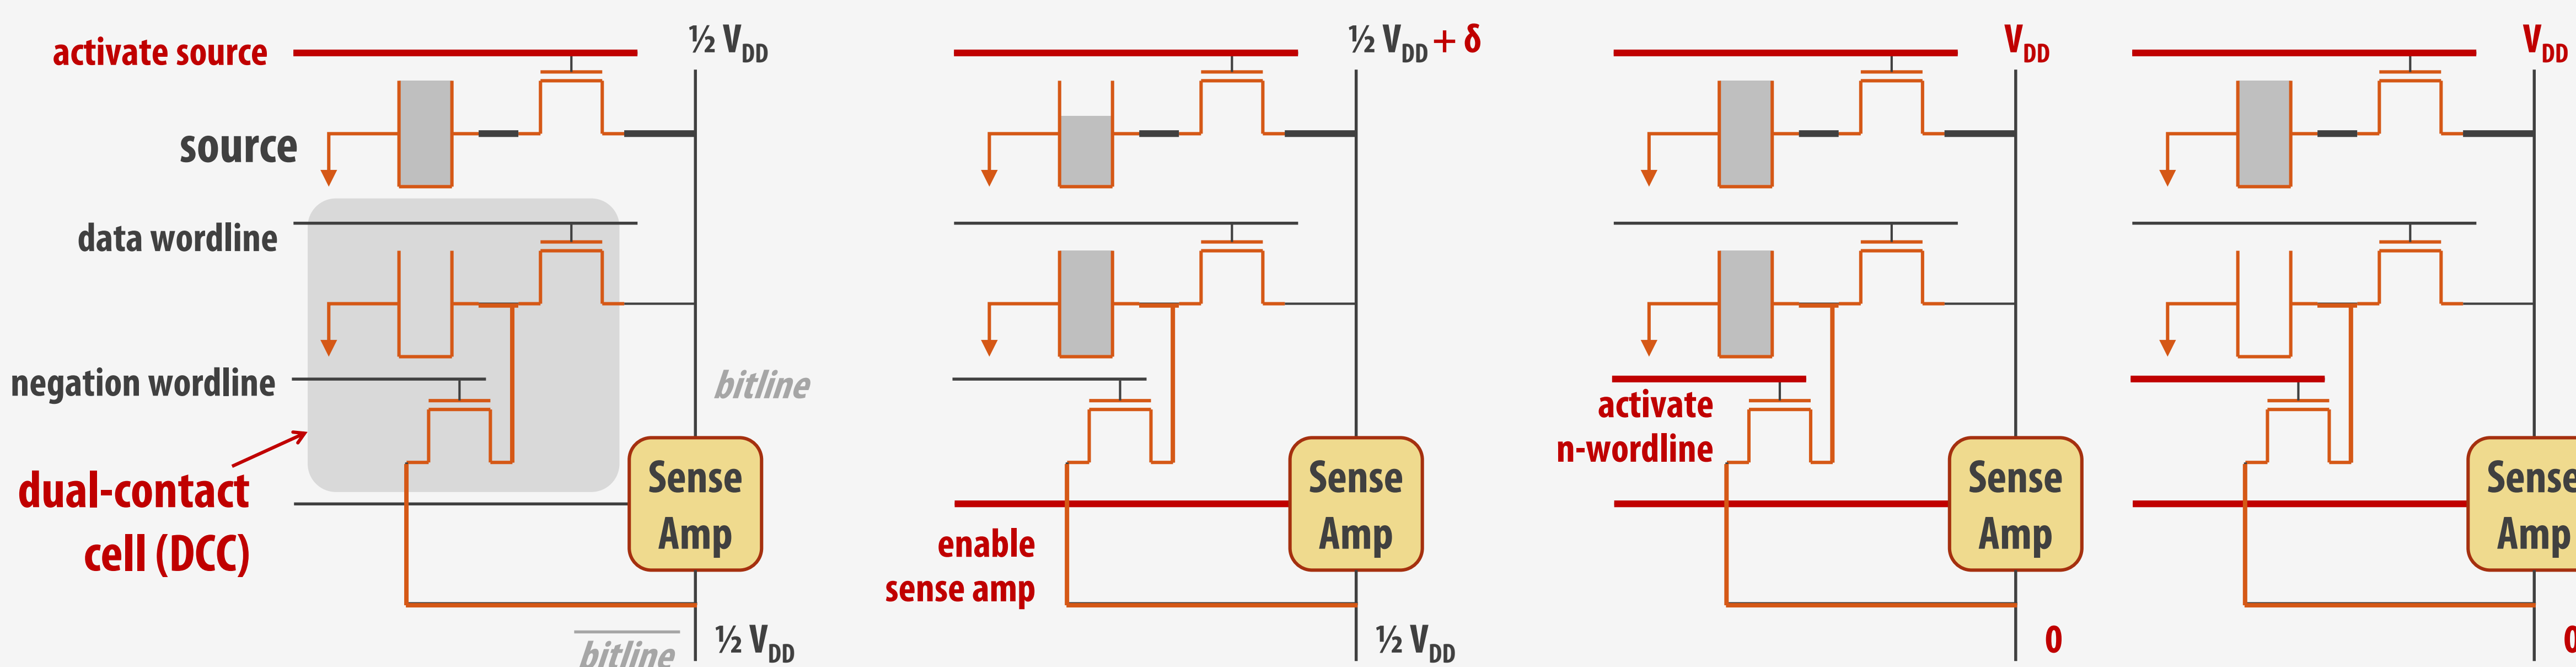 activate source
½ VDD
source
data wordline
negation wordline
bitline
dual-contact
cell (DCC)
Sense
Amp
bitline
½ VDD
½ VDD + δ
enable
sense amp
Sense
Amp
½ VDD
VDD
activate
n-wordline
Sense
Amp
0
VDD
Sense
Amp
0